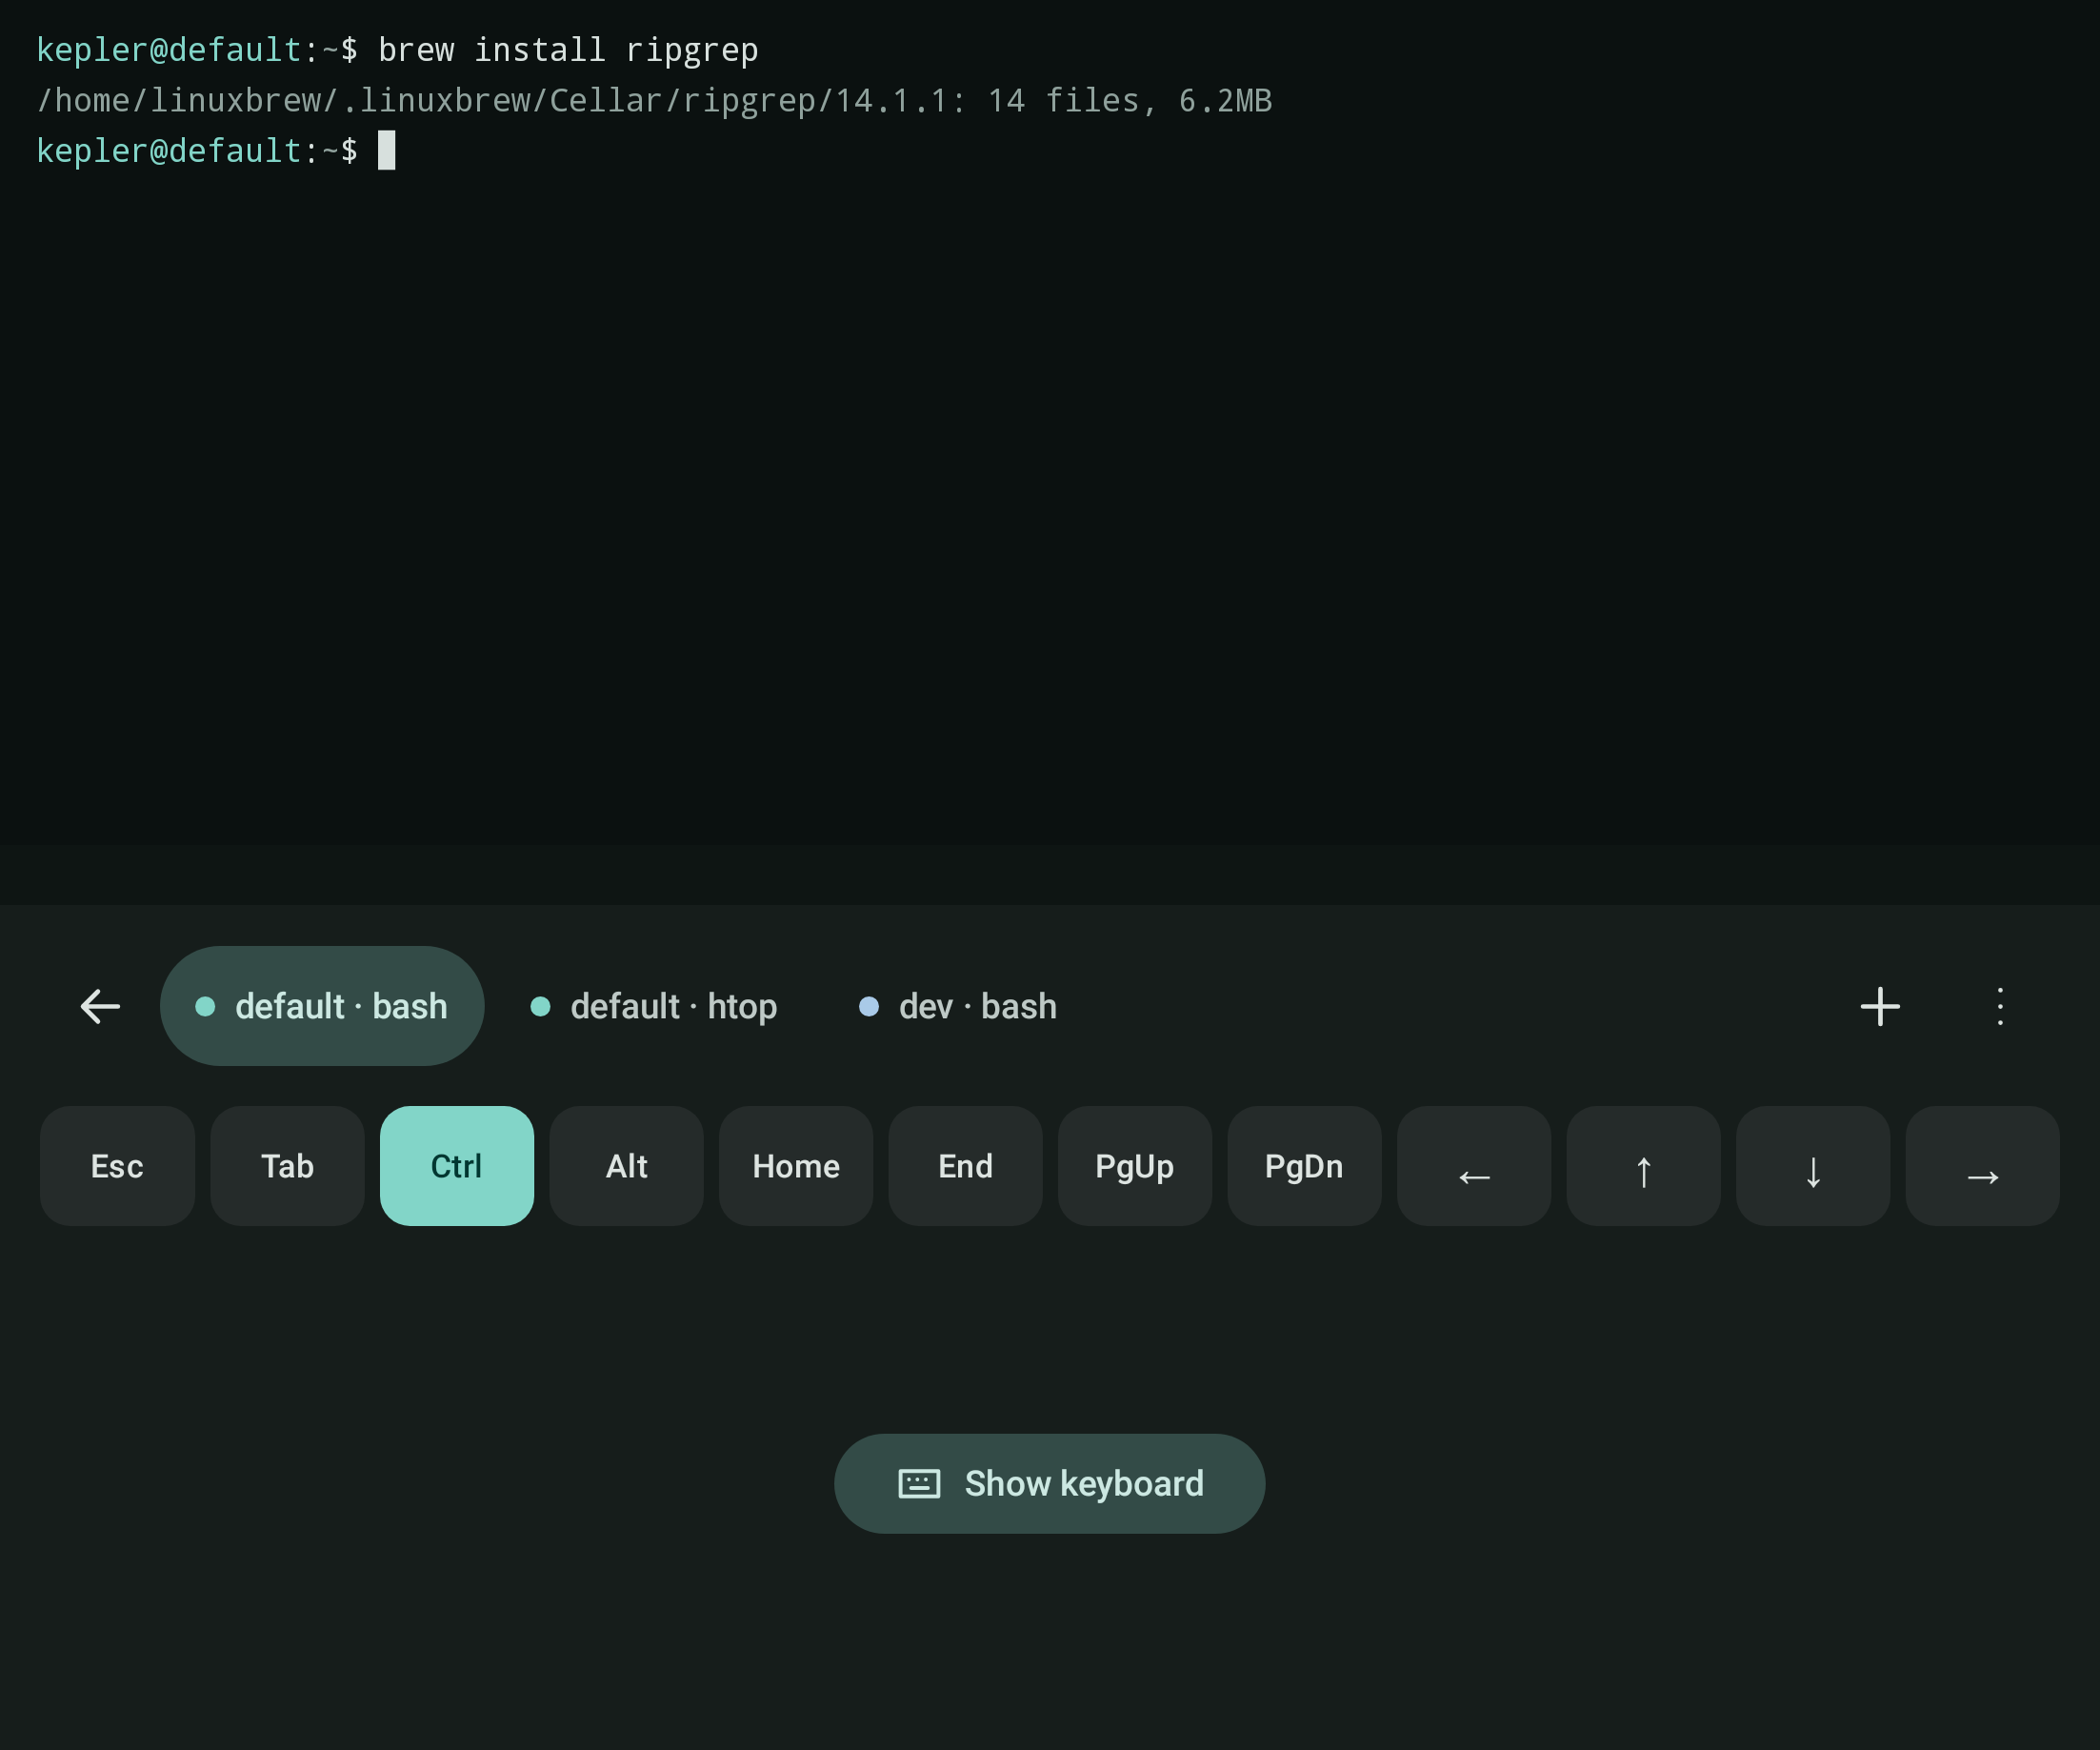 kepler@default:~$ brew install ripgrep
/home/linuxbrew/.linuxbrew/Cellar/ripgrep/14.1.1: 14 files, 6.2MB
kepler@default:~$
default · bash default · htop dev · bash
Esc Tab Ctrl Alt Home End PgUp PgDn ← ↑ ↓ →
Show keyboard